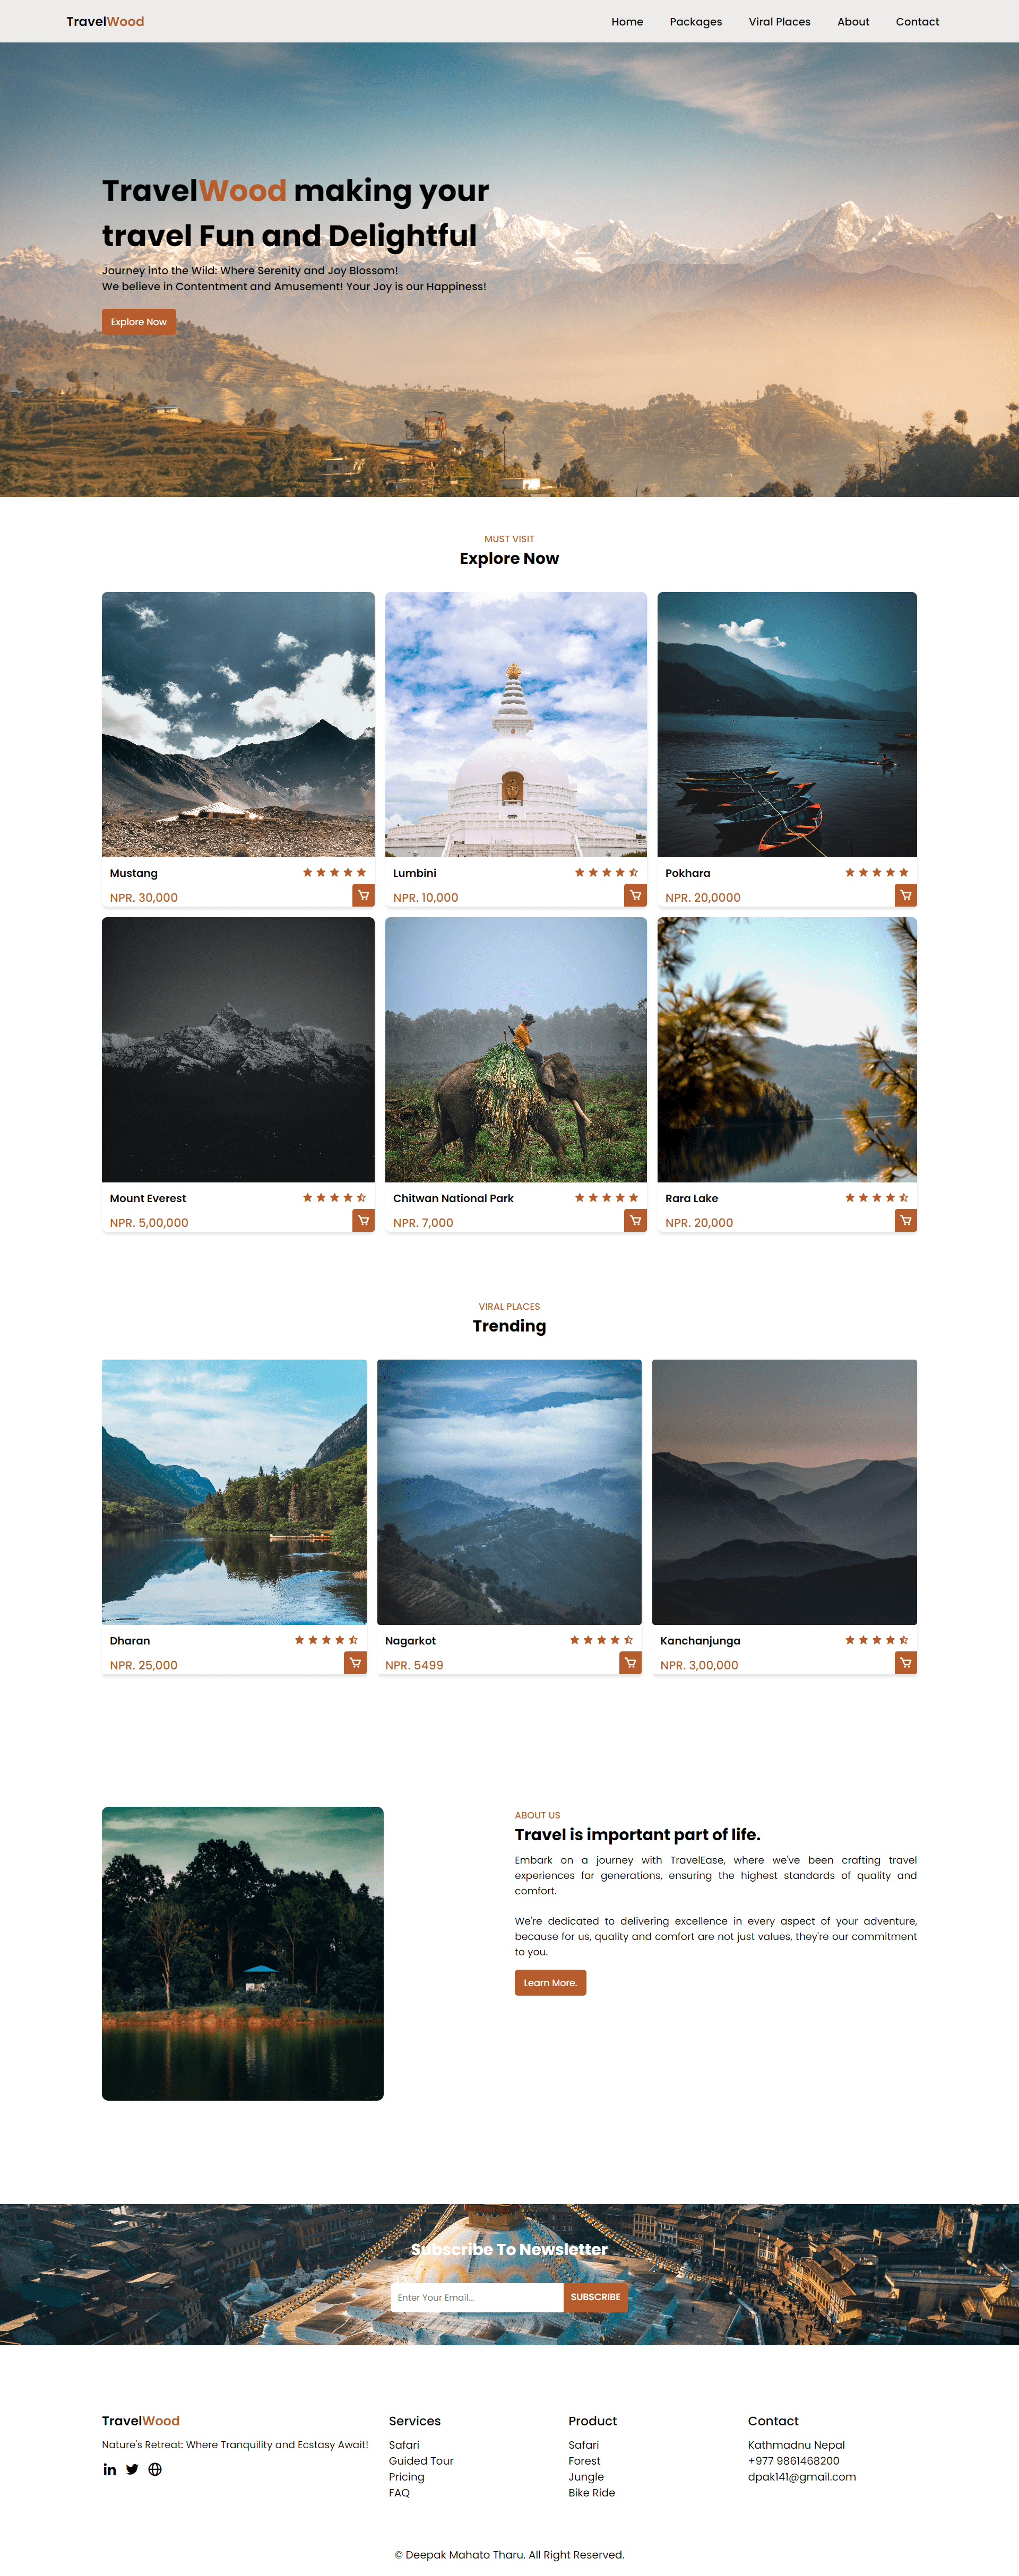 TravelWood
Home Packages Viral Places About Contact
TravelWood making your
travel Fun and Delightful
Journey into the Wild: Where Serenity and Joy Blossom!
We believe in Contentment and Amusement! Your Joy is our Happiness!
Explore Now
MUST VISIT
Explore Now
Mustang
NPR. 30,000
Lumbini
NPR. 10,000
Pokhara
NPR. 20,0000
Mount Everest
NPR. 5,00,000
Chitwan National Park
NPR. 7,000
Rara Lake
NPR. 20,000
VIRAL PLACES
Trending
Dharan
NPR. 25,000
Nagarkot
NPR. 5499
Kanchanjunga
NPR. 3,00,000
ABOUT US
Travel is important part of life.
Embark on a journey with TravelEase, where we've been crafting travel
experiences for generations, ensuring the highest standards of quality and
comfort.
We're dedicated to delivering excellence in every aspect of your adventure,
because for us, quality and comfort are not just values, they're our commitment
to you.
Learn More.
Subscribe To Newsletter
Enter Your Email...
SUBSCRIBE
TravelWood
Nature's Retreat: Where Tranquility and Ecstasy Await!
in
Services
Safari
Guided Tour
Pricing
FAQ
Product
Safari
Forest
Jungle
Bike Ride
Contact
Kathmadnu Nepal
+977 9861468200
dpak141@gmail.com
© Deepak Mahato Tharu. All Right Reserved.